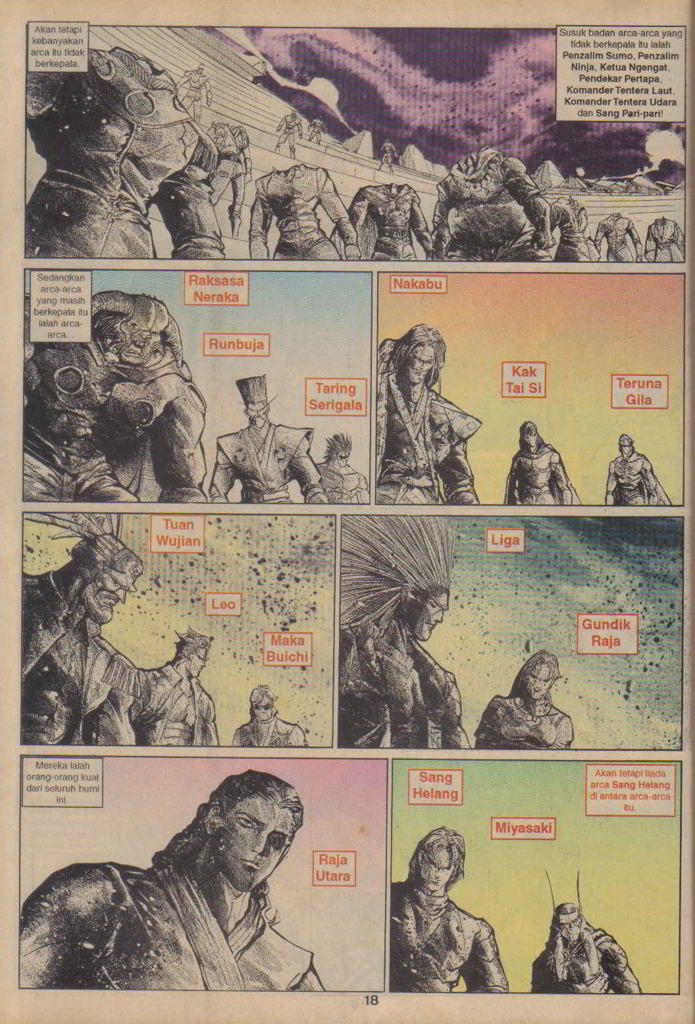 Akan tetapi
kebanyakan
arca itu tidak
berkepala.
Susuk badan arca-arca yang
tidak berkepala itu ialah
Penzalim Sumo, Penzalim
Ninja, Ketua Ngengat,
Pendekar Pertapa,
Komander Tentera Laut,
Komander Tentera Udara
dan Sang Pari-pari!
Sedangkan
arca-arca
yang masih
berkepala itu
ialah arca-
arca...
Raksasa
Neraka
Runbuja
Taring
Serigala
Nakabu
Kak
Tai Si
Teruna
Gila
Tuan
Wujian
Leo
Maka
Buichi
Liga
Gundik
Raja
Mereka ialah
orang-orang kuat
dari seluruh bumi
ini.
Raja
Utara
Sang
Helang
Miyasaki
Akan tetapi tiada
arca Sang Helang
di antara arca-arca
itu.
18